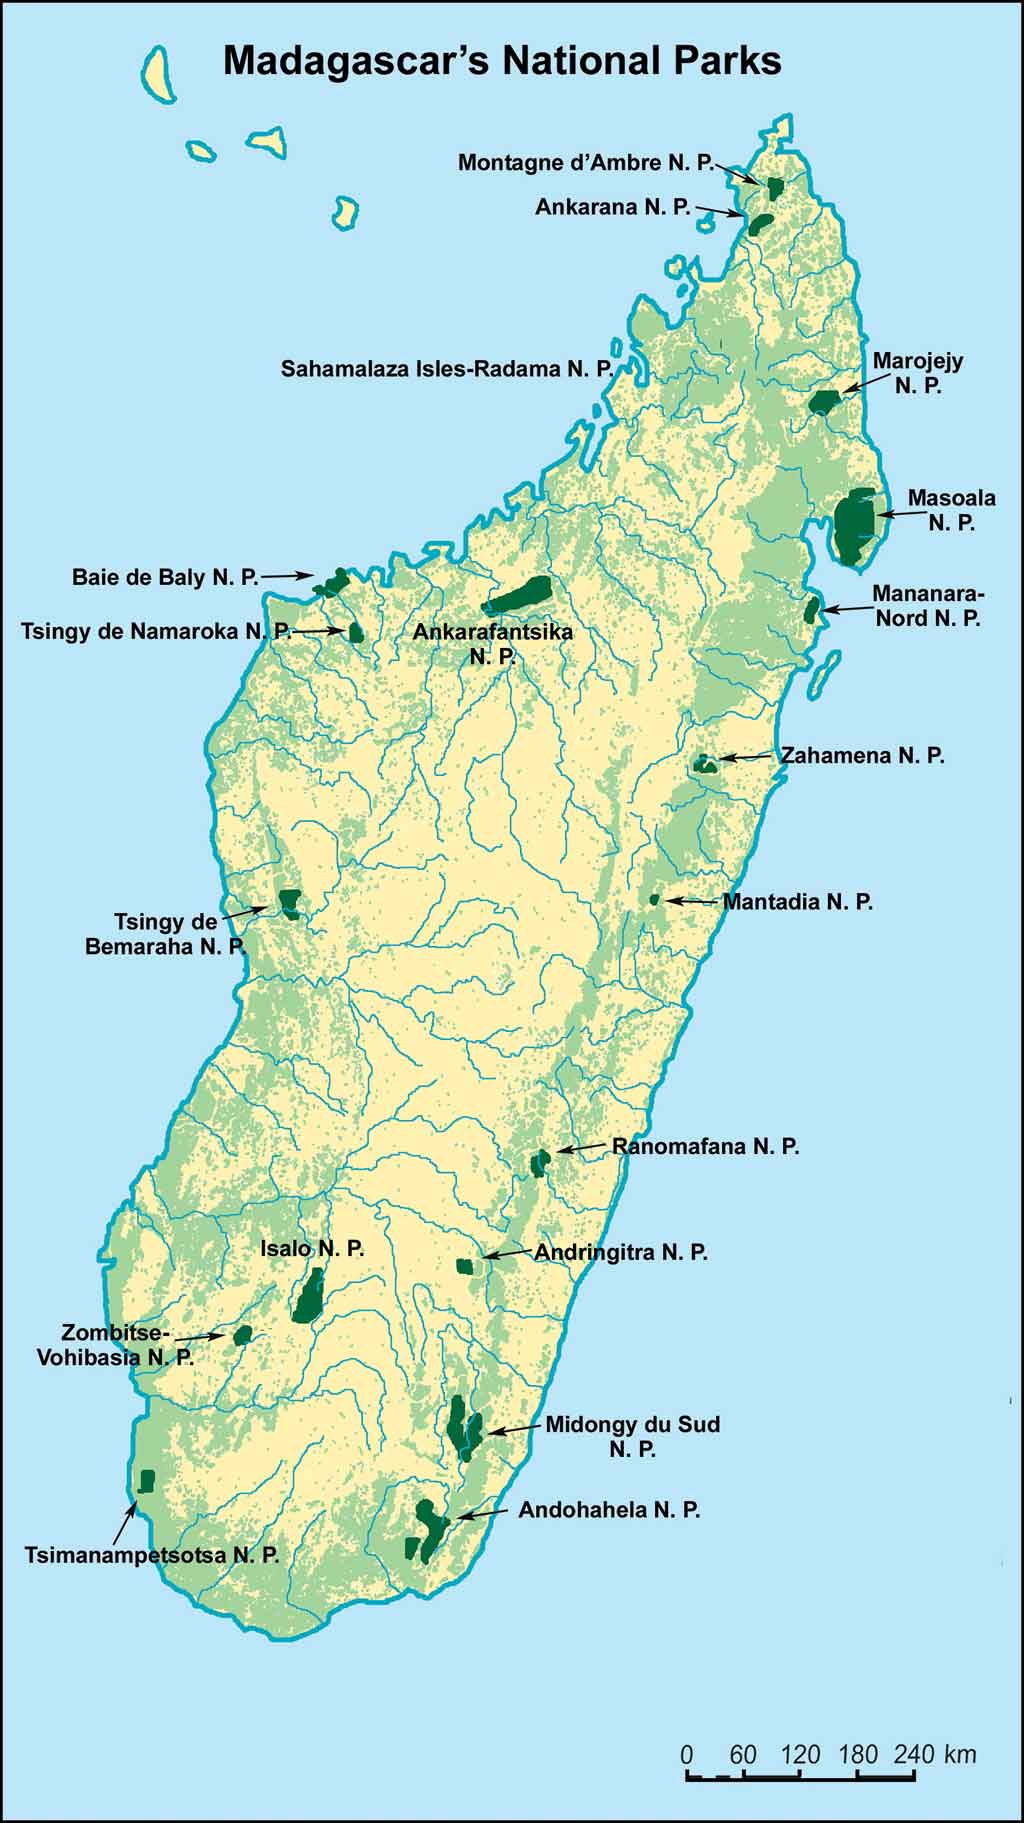 Madagascar's National Parks
Montagne d'Ambre N. P.
Ankarana N. P.
Sahamalaza Isles-Radama N. P.
Marojejy
N. P.
Masoala
N. P.
Baie de Baly N. P.
Mananara-
Nord N. P.
Tsingy de Namaroka N. P.
Ankarafantsika
N. P.
Zahamena N. P.
Mantadia N. P.
Tsingy de
Bemaraha N. P.
Ranomafana N. P.
Isalo N. P.
Andringitra N. P.
Zombitse-
Vohibasia N. P.
Midongy du Sud
N. P.
Andohahela N. P.
Tsimanampetsotsa N. P.
0 60 120 180 240 km